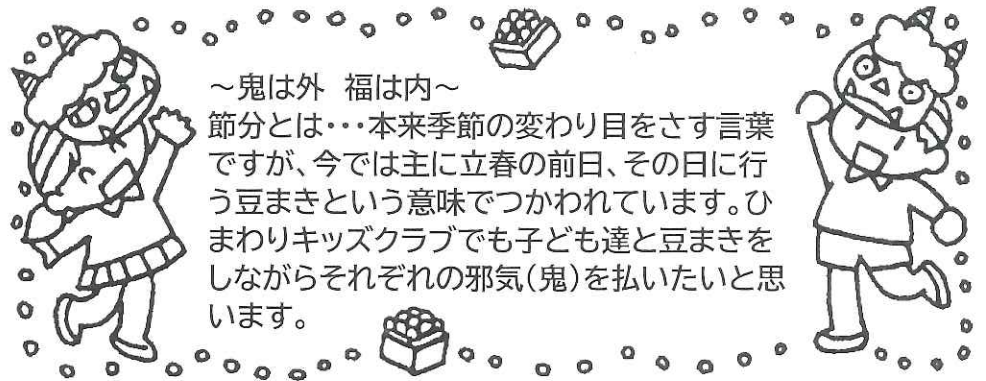 ～鬼は外 福は内～
節分とは・・・本来季節の変わり目をさす言葉
ですが、今では主に立春の前日、その日に行
う豆まきという意味でつかわれています。ひ
まわりキッズクラブでも子ども達と豆まきを
しながらそれぞれの邪気(鬼)を払いたいと思
います。